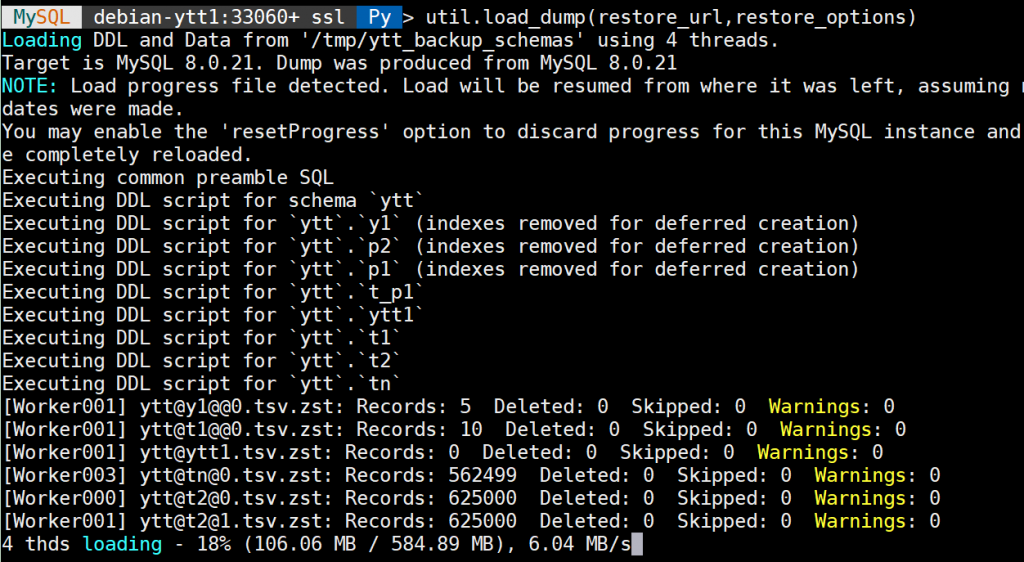 MySQL debian-ytt1:33060+ ssl Py > util.load_dump(restore_url,restore_options)
Loading DDL and Data from '/tmp/ytt_backup_schemas' using 4 threads.
Target is MySQL 8.0.21. Dump was produced from MySQL 8.0.21
NOTE: Load progress file detected. Load will be resumed from where it was left, assuming
dates were made.
You may enable the 'resetProgress' option to discard progress for this MySQL instance and
e completely reloaded.
Executing common preamble SQL
Executing DDL script for schema `ytt`
Executing DDL script for `ytt`.`y1` (indexes removed for deferred creation)
Executing DDL script for `ytt`.`p2` (indexes removed for deferred creation)
Executing DDL script for `ytt`.`p1` (indexes removed for deferred creation)
Executing DDL script for `ytt`.`t_p1`
Executing DDL script for `ytt`.`ytt1`
Executing DDL script for `ytt`.`t1`
Executing DDL script for `ytt`.`t2`
Executing DDL script for `ytt`.`tn`
[Worker001] ytt@y1@@0.tsv.zst: Records: 5  Deleted: 0  Skipped: 0  Warnings: 0
[Worker001] ytt@t1@@0.tsv.zst: Records: 10  Deleted: 0  Skipped: 0  Warnings: 0
[Worker001] ytt@ytt1.tsv.zst: Records: 0  Deleted: 0  Skipped: 0  Warnings: 0
[Worker003] ytt@tn@0.tsv.zst: Records: 562499  Deleted: 0  Skipped: 0  Warnings: 0
[Worker000] ytt@t2@0.tsv.zst: Records: 625000  Deleted: 0  Skipped: 0  Warnings: 0
[Worker001] ytt@t2@1.tsv.zst: Records: 625000  Deleted: 0  Skipped: 0  Warnings: 0
4 thds loading - 18% (106.06 MB / 584.89 MB), 6.04 MB/s